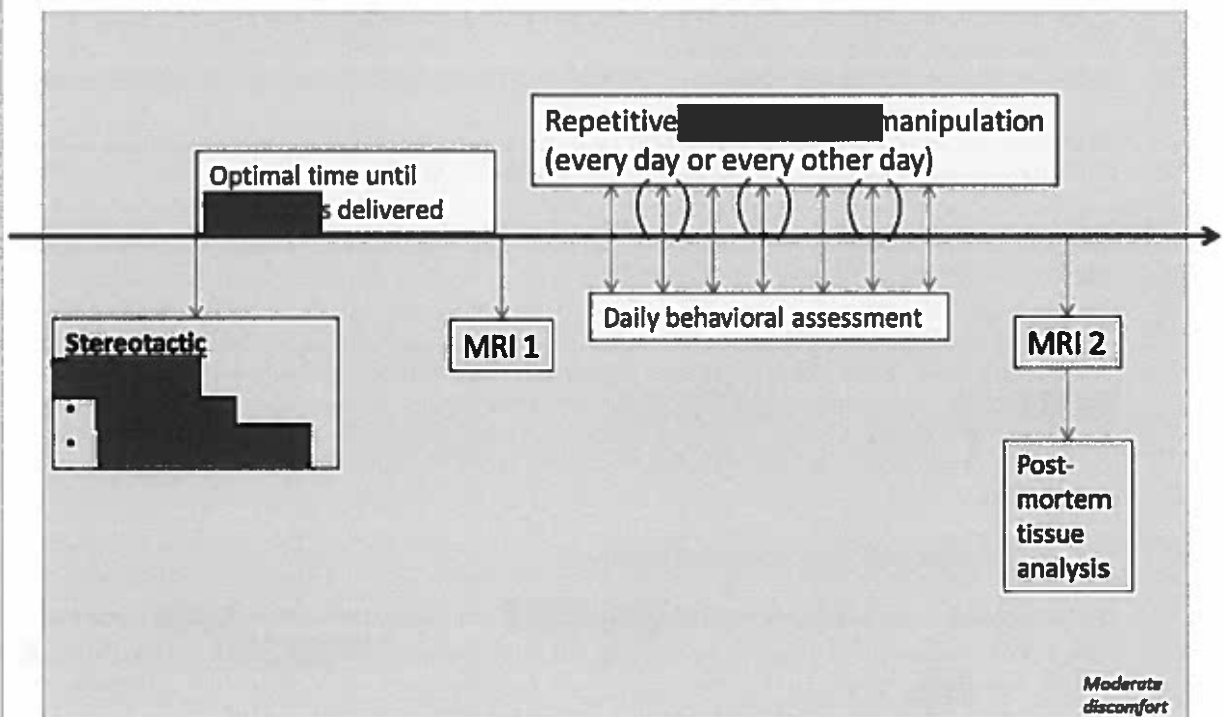 Repetitive manipulation
(every day or every other day)
Optimal time until
s delivered
Stereotactic
•
•
MRI 1
Daily behavioral assessment
MRI 2
Post-
mortem
tissue
analysis
Moderate
discomfort